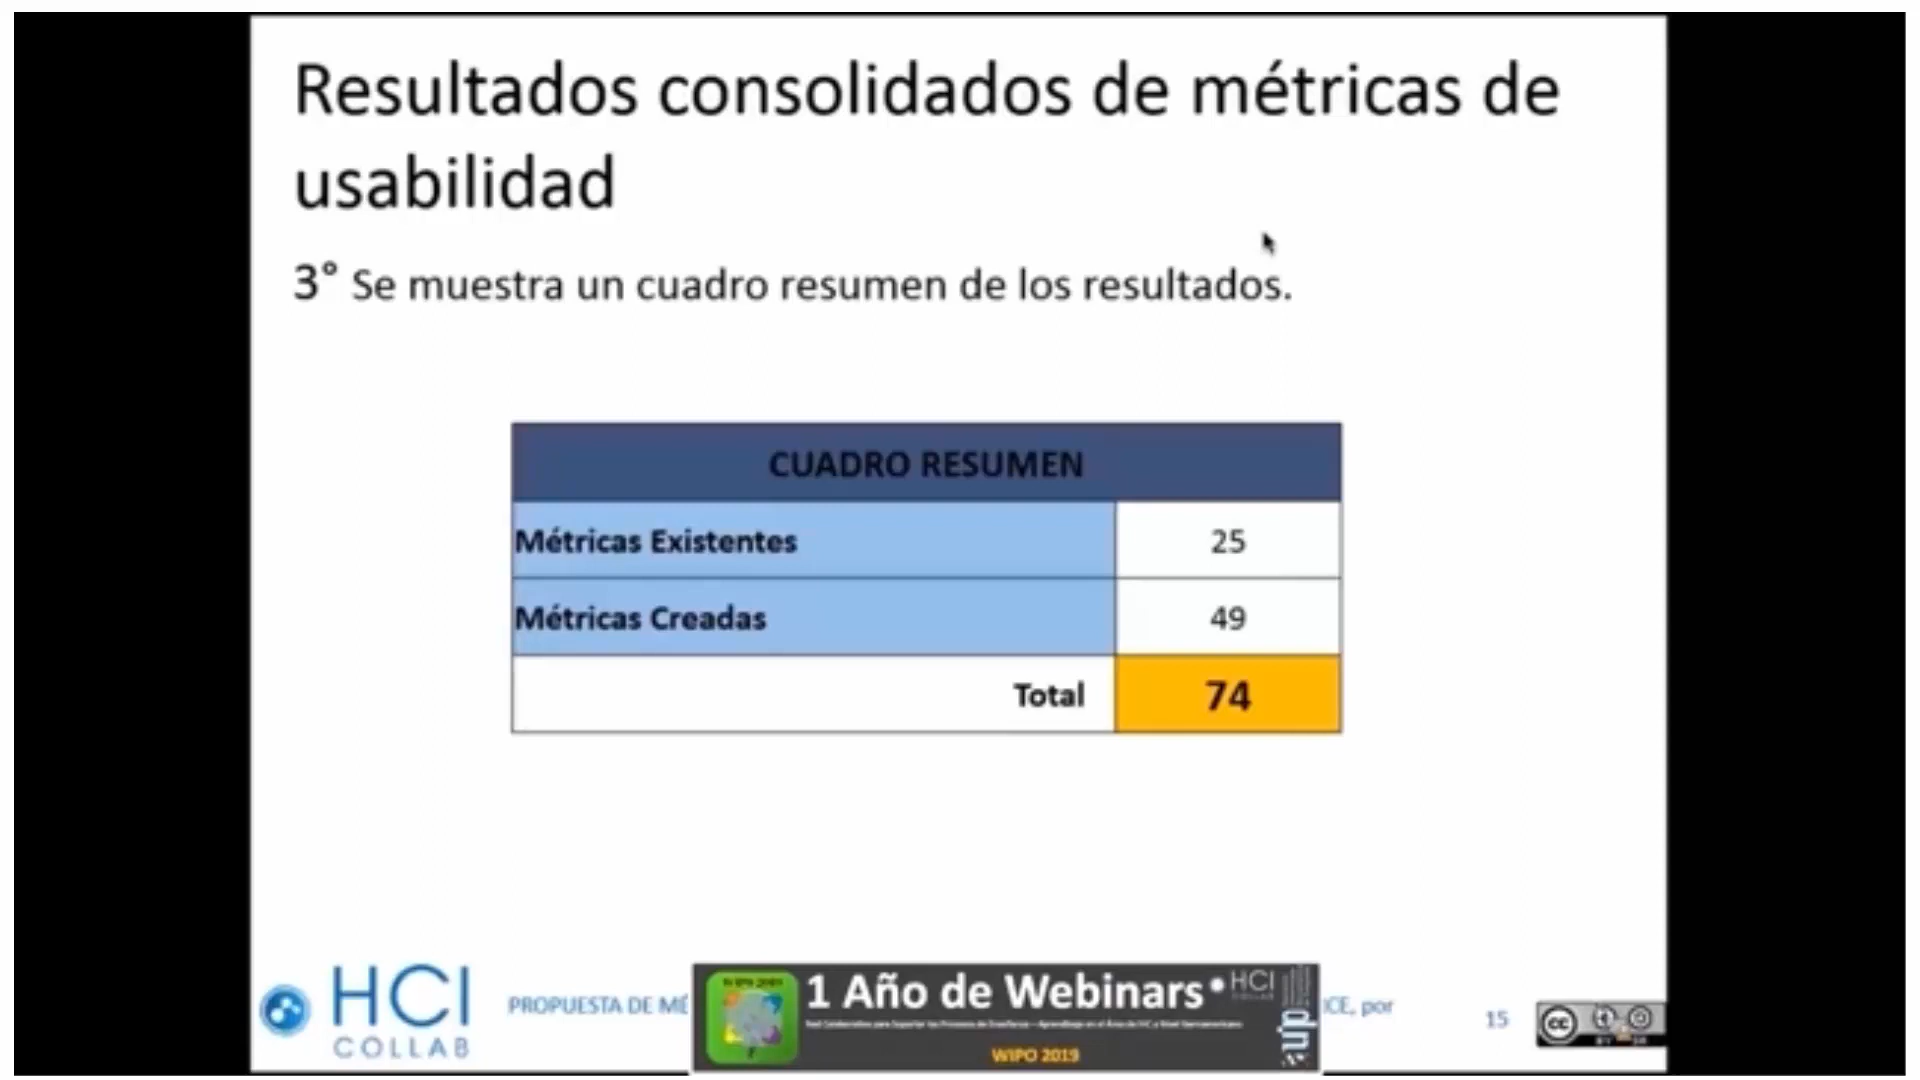 Resultados consolidados de métricas de
usabilidad
3° Se muestra un cuadro resumen de los resultados.
CUADRO RESUMEN
Métricas Existentes 25
Métricas Creadas 49
Total 74
HCI
COLLAB
PROPUESTA DE MÉ
1 Año de Webinars
HCI
WIPO 2019
ICE, por
15
cc